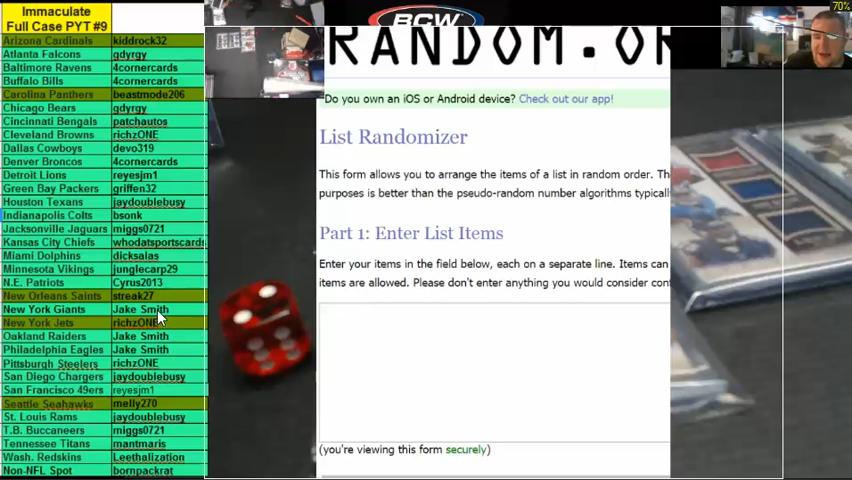 Immaculate
Full Case PYT #9
Arizona Cardinals kiddrock32
Atlanta Falcons gdyrgy
Baltimore Ravens 4cornercards
Buffalo Bills 4cornercards
Carolina Panthers beastmode206
Chicago Bears gdyrgy
Cincinnati Bengals patchautos
Cleveland Browns richzONE
Dallas Cowboys devo319
Denver Broncos 4cornercards
Detroit Lions reyesjm1
Green Bay Packers griffen32
Houston Texans jaydoublebusy
Indianapolis Colts bsonk
Jacksonville Jaguars miggs0721
Kansas City Chiefs whodatsportscards
Miami Dolphins dicksalas
Minnesota Vikings junglecarp29
N.E. Patriots Cyrus2013
New Orleans Saints streak27
New York Giants Jake Smith
New York Jets richzONE
Oakland Raiders Jake Smith
Philadelphia Eagles Jake Smith
Pittsburgh Steelers richzONE
San Diego Chargers jaydoublebusy
San Francisco 49ers reyesjm1
Seattle Seahawks melly270
St. Louis Rams jaydoublebusy
T.B. Buccaneers miggs0721
Tennessee Titans mantmaris
Wash. Redskins Leethalization
Non-NFL Spot bornpackrat
BCW
70%
RANDOM.OR
Do you own an iOS or Android device? Check out our app!
List Randomizer
This form allows you to arrange the items of a list in random order. Th
purposes is better than the pseudo-random number algorithms typicall
Part 1: Enter List Items
Enter your items in the field below, each on a separate line. Items can
items are allowed. Please don't enter anything you would consider con
(you're viewing this form securely)